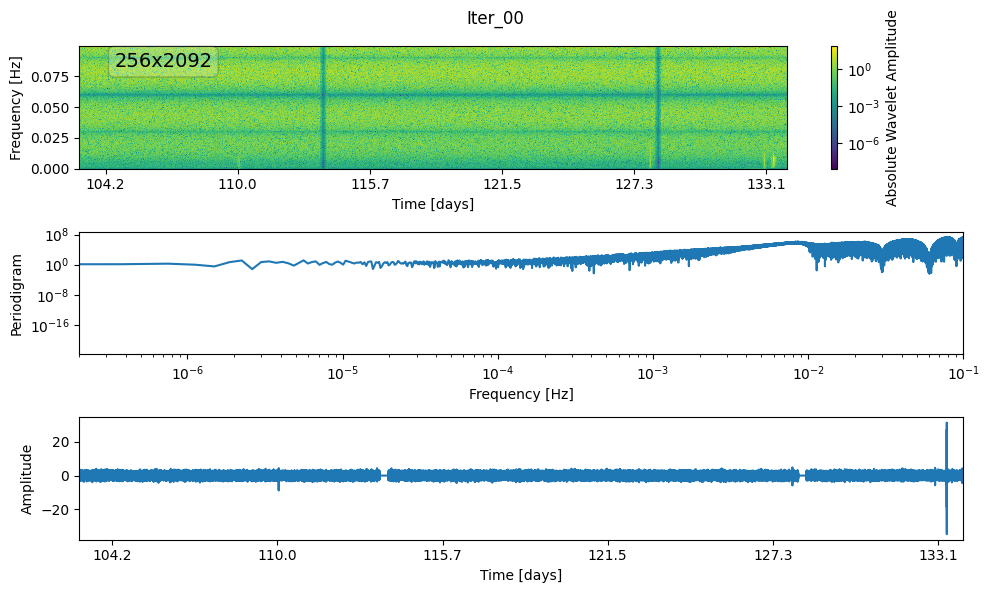 Iter_00
256x2092
Frequency [Hz]
0.075
0.050
0.025
0.000
104.2 110.0 115.7 121.5 127.3 133.1
Time [days]
10^0
10^-3
10^-6
Absolute Wavelet Amplitude
Periodigram
10^8
10^0
10^-8
10^-16
10^-6 10^-5 10^-4 10^-3 10^-2 10^-1
Frequency [Hz]
Amplitude
20
0
−20
104.2 110.0 115.7 121.5 127.3 133.1
Time [days]